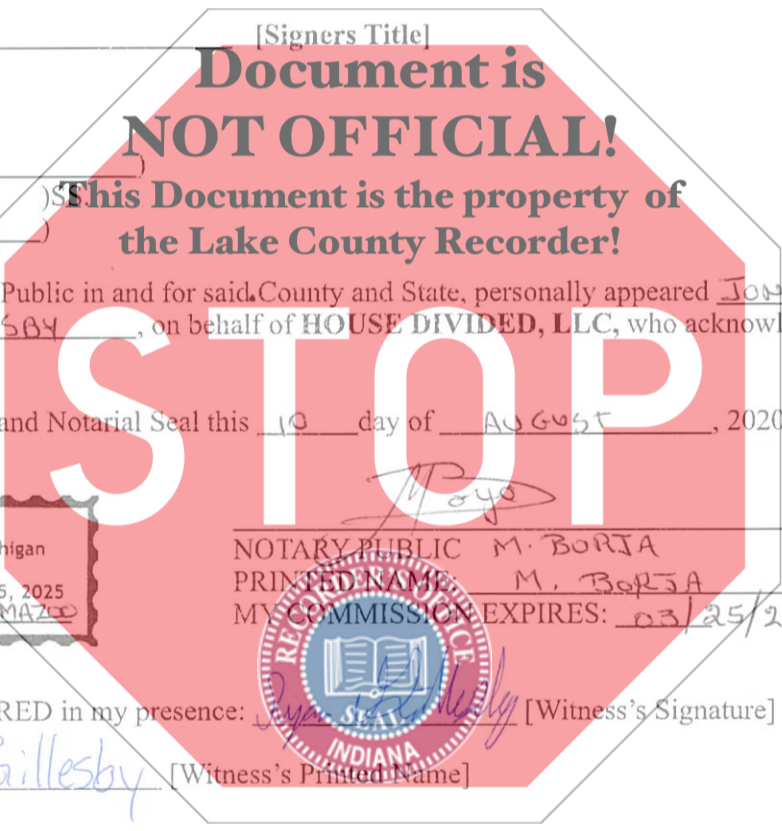 [Signers Title]
Document is
NOT OFFICIAL!
)
)SS.
This Document is the property of
)
the Lake County Recorder!
Public in and for said County and State, personally appeared JON
SBY, on behalf of HOUSE DIVIDED, LLC, who acknowl
STOP
and Notarial Seal this 10 day of AUGUST, 2020
higan
NOTARY PUBLIC M. BORJA
5, 2025
PRINTED NAME: M. BORJA
MAZOO
MY COMMISSION EXPIRES: 03/25/2
RECORDER'S OFFICE
SEAL
INDIANA
RED in my presence: [Witness's Signature]
Gillesby [Witness's Printed Name]